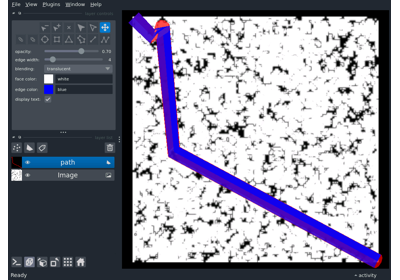 File View Plugins Window Help
opacity: 0.70
edge width: 4
blending: translucent
face color: white
edge color: blue
display text: ✓
path
Image
Ready
activity